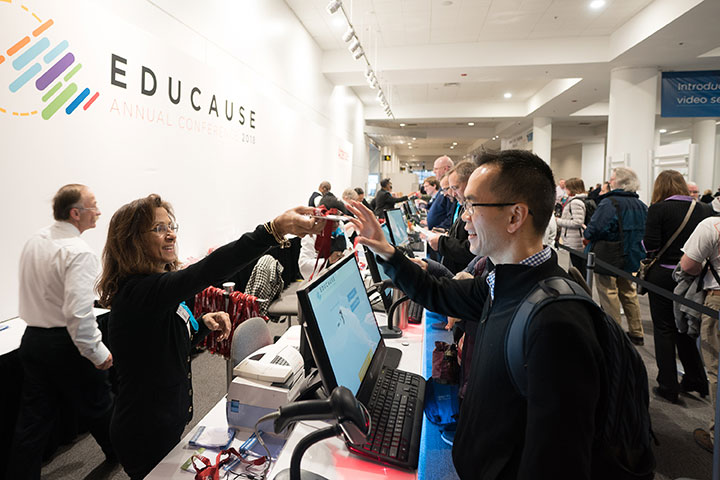 EDUCAUSE
ANNUAL CONFERENCE 2018
Introduc
video se